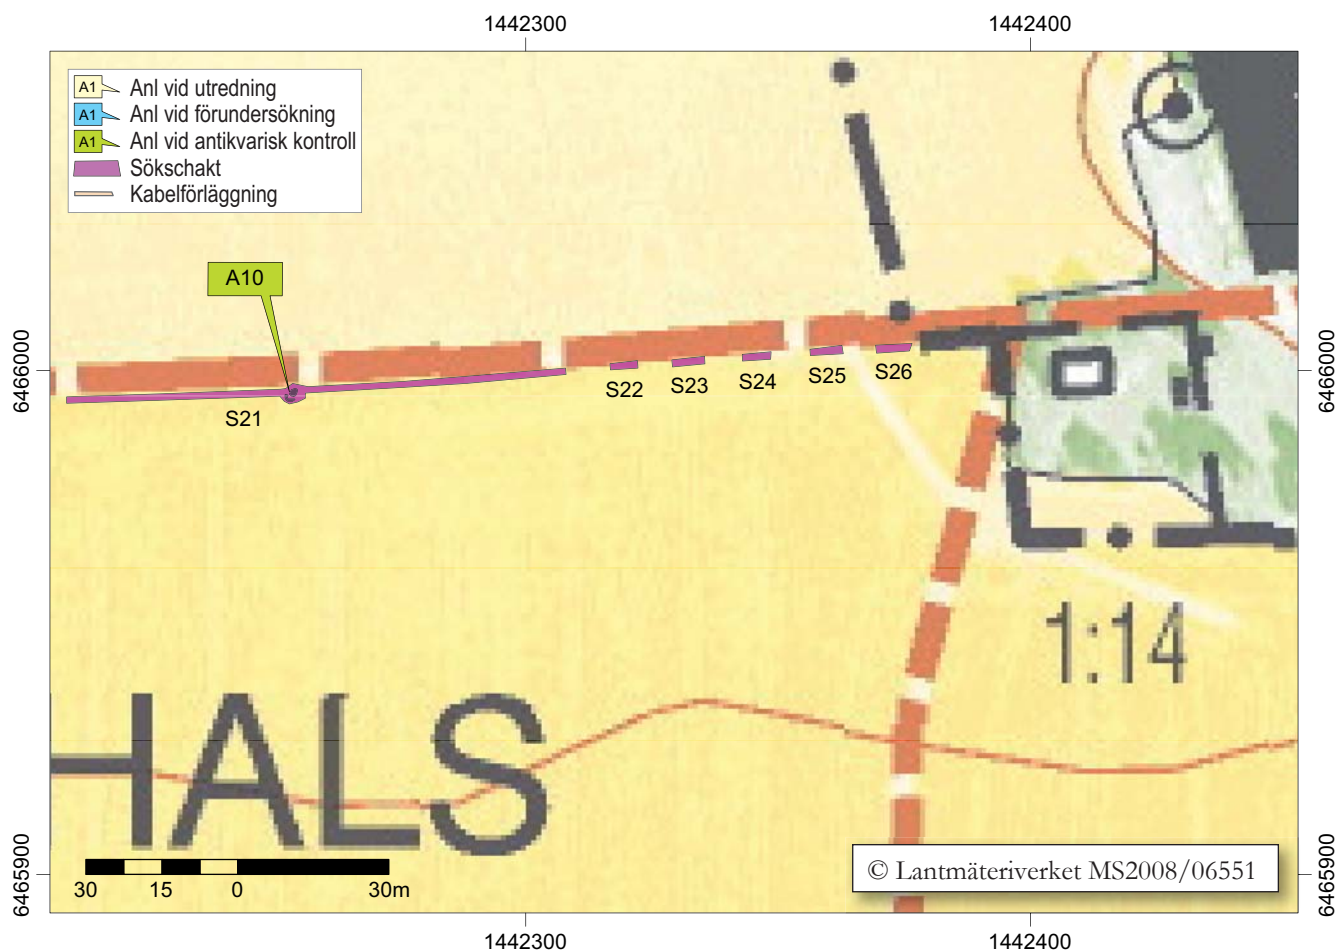 1442300 1442400
A1 Anl vid utredning
A1 Anl vid förundersökning
A1 Anl vid antikvarisk kontroll
Sökschakt
Kabelförläggning
A10
6466000 6466000
S21 S22 S23 S24 S25 S26
1:14
HALS
30 15 0 30m
© Lantmäteriverket MS2008/06551
6465900 6465900
1442300 1442400